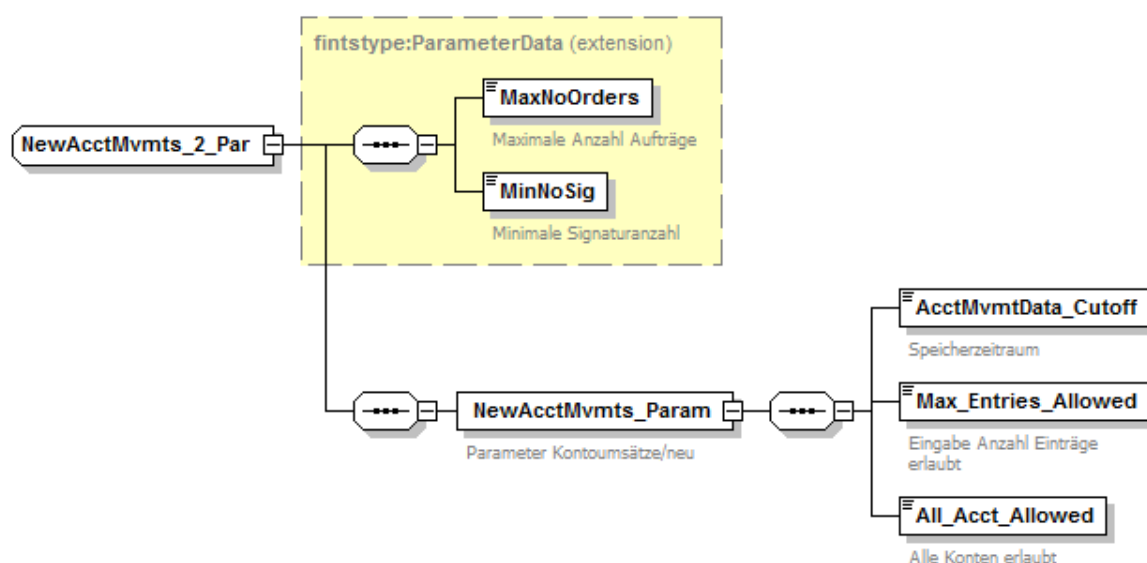 fintstype:ParameterData (extension)
MaxNoOrders
Maximale Anzahl Aufträge
NewAcctMvmts_2_Par
MinNoSig
Minimale Signaturanzahl
AcctMvmtData_Cutoff
Speicherzeitraum
NewAcctMvmts_Param
Parameter Kontoumsätze/neu
Max_Entries_Allowed
Eingabe Anzahl Einträge
erlaubt
All_Acct_Allowed
Alle Konten erlaubt